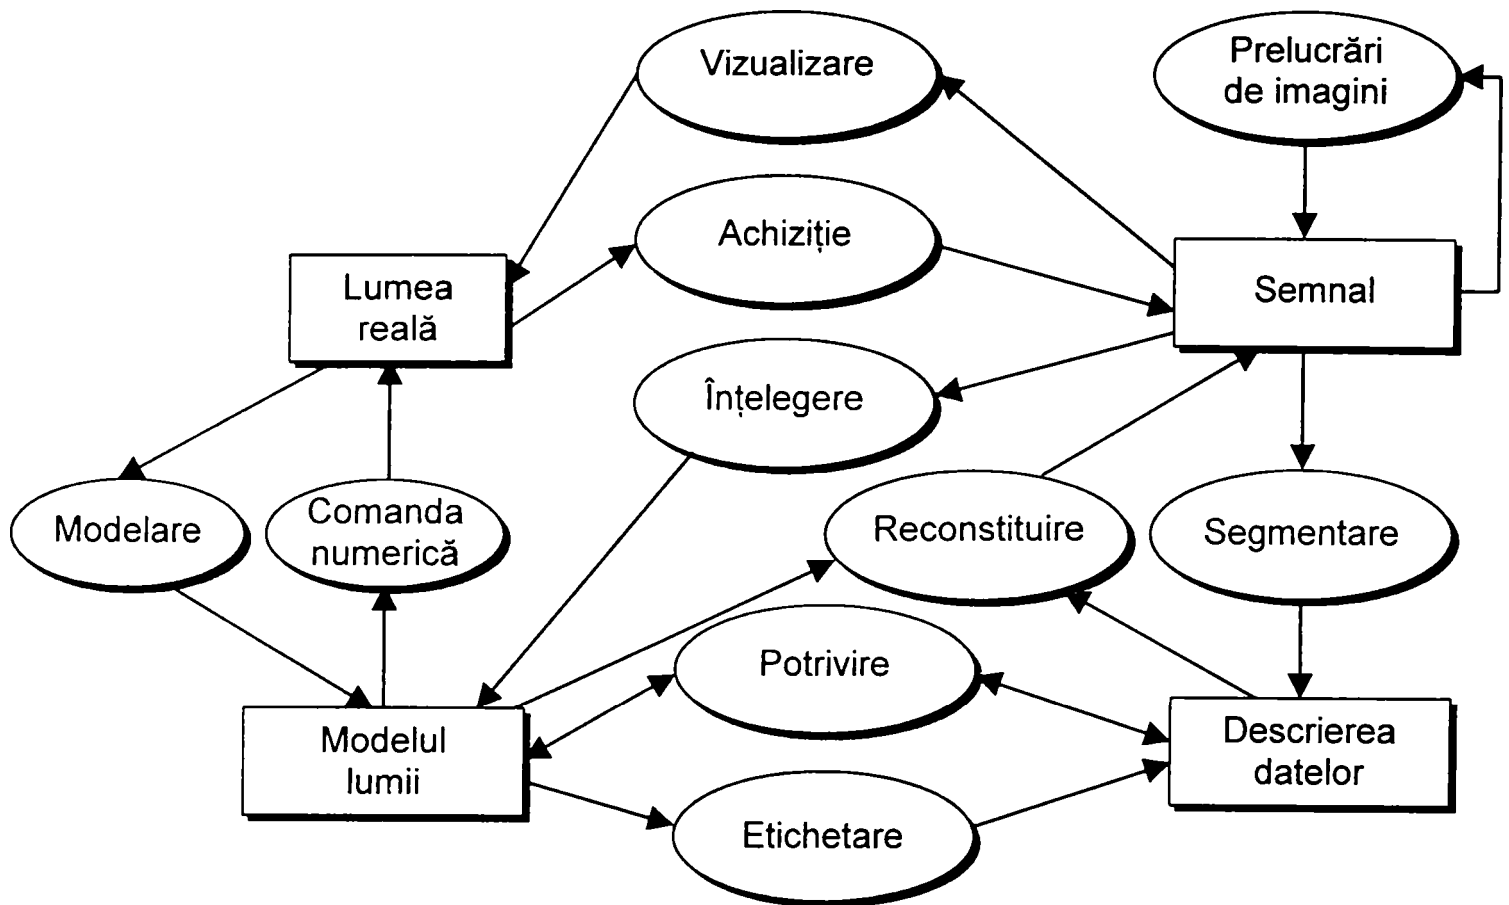 Vizualizare
Prelucrări
de imagini
Achiziție
Lumea
reală
Semnal
Înțelegere
Modelare
Comanda
numerică
Reconstituire
Segmentare
Potrivire
Modelul
lumii
Descrierea
datelor
Etichetare